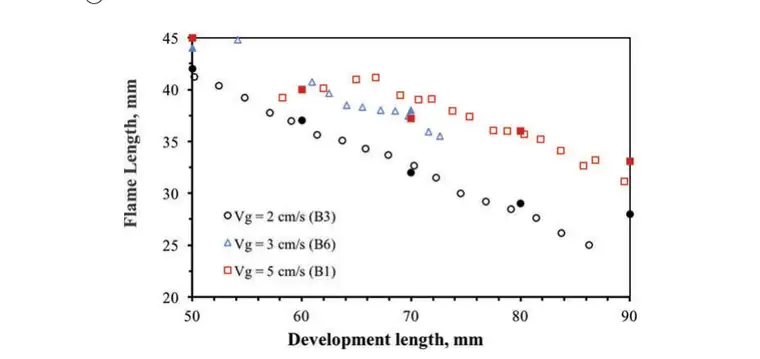 45
40
35
30
25
20
Flame Length, mm
Vg = 2 cm/s (B3)
Vg = 3 cm/s (B6)
Vg = 5 cm/s (B1)
50 60 70 80 90
Development length, mm